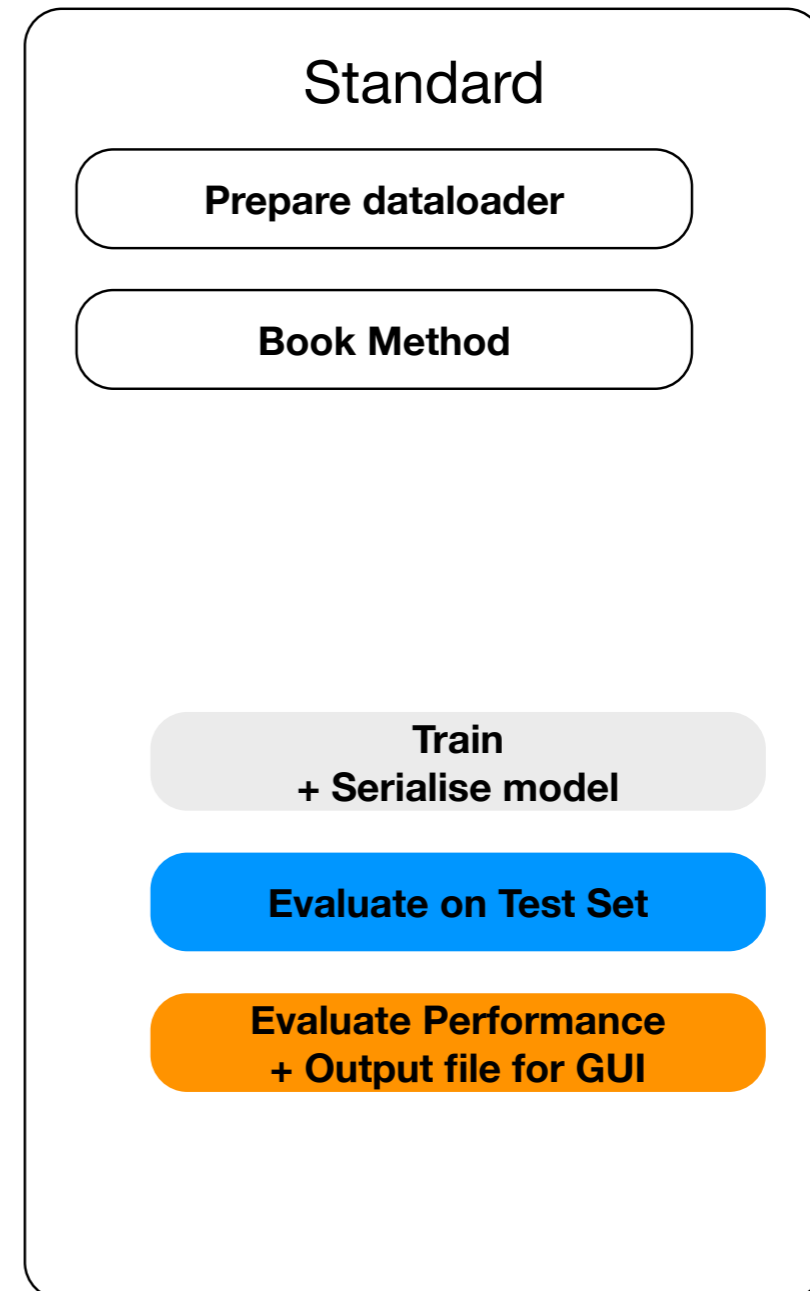 Standard
Prepare dataloader
Book Method
Train
+ Serialise model
Evaluate on Test Set
Evaluate Performance
+ Output file for GUI